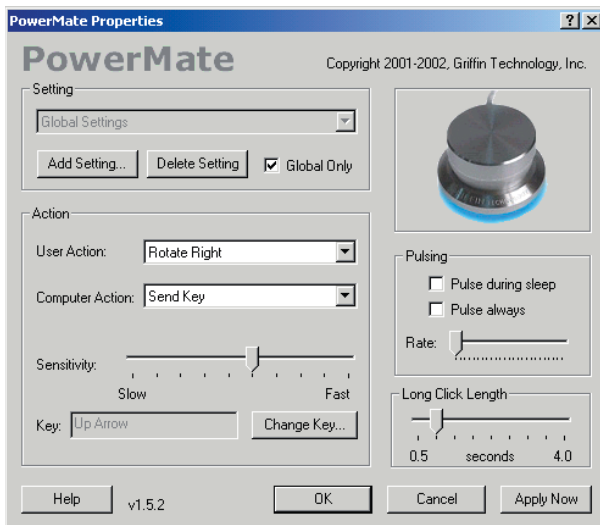 PowerMate Properties
PowerMate
Copyright 2001-2002, Griffin Technology, Inc.
Setting
Global Settings
Add Setting...
Delete Setting
Global Only
Action
User Action:
Rotate Right
Computer Action:
Send Key
Sensitivity:
Slow
Fast
Key:
Up Arrow
Change Key...
Pulsing
Pulse during sleep
Pulse always
Rate:
Long Click Length
0.5 seconds 4.0
Help
v1.5.2
OK
Cancel
Apply Now